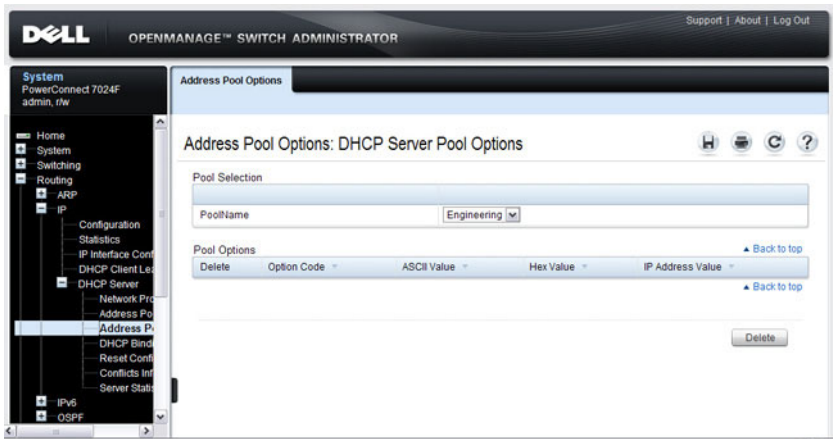 DELL
OPENMANAGE™ SWITCH ADMINISTRATOR
Support | About | Log Out
System
PowerConnect 7024F
admin, r/w
Address Pool Options
Home
System
Switching
Routing
ARP
IP
Configuration
Statistics
IP Interface Conf
DHCP Client Lea
DHCP Server
Network Pro
Address Po
Address P
DHCP Bindi
Reset Confi
Conflicts Inf
Server Statis
IPv6
OSPF
Address Pool Options: DHCP Server Pool Options
H
C
?
Pool Selection
PoolName Engineering
Pool Options
Back to top
Delete Option Code ASCII Value Hex Value IP Address Value
Back to top
Delete